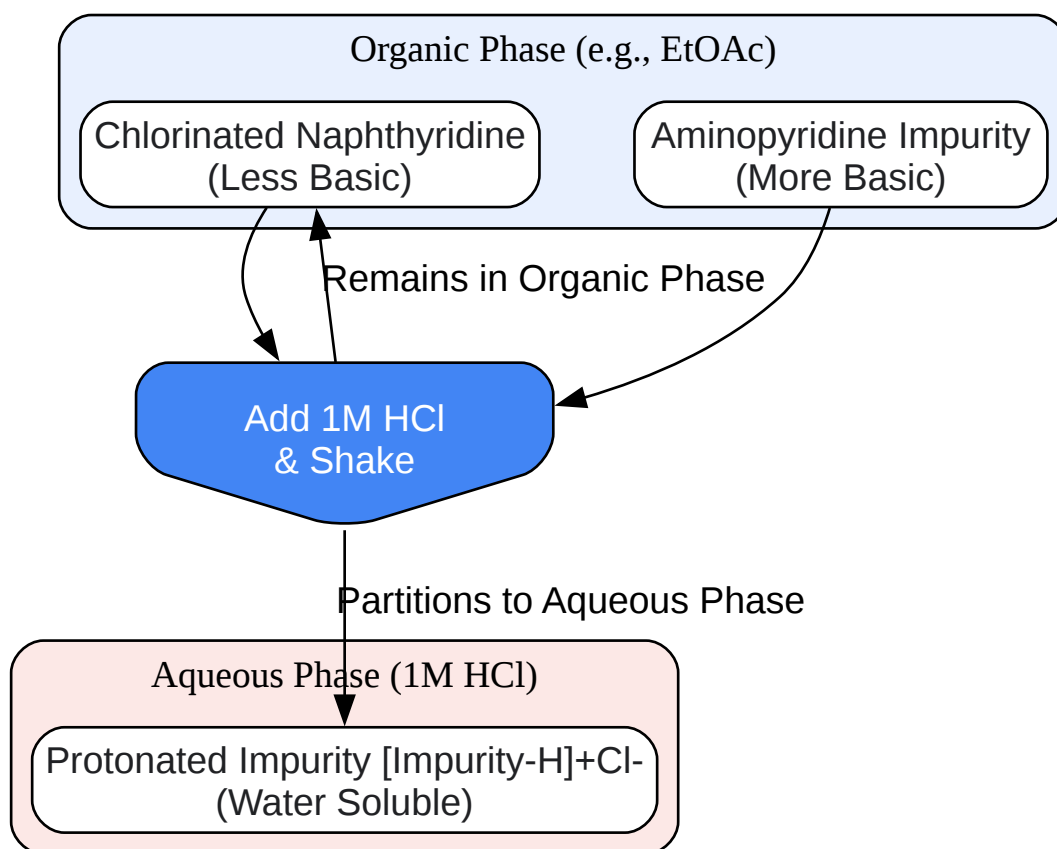 Organic Phase (e.g., EtOAc)
Chlorinated Naphthyridine
(Less Basic)
Aminopyridine Impurity
(More Basic)
Remains in Organic Phase
Add 1M HCl
& Shake
Partitions to Aqueous Phase
Aqueous Phase (1M HCl)
Protonated Impurity [Impurity-H]+Cl-
(Water Soluble)